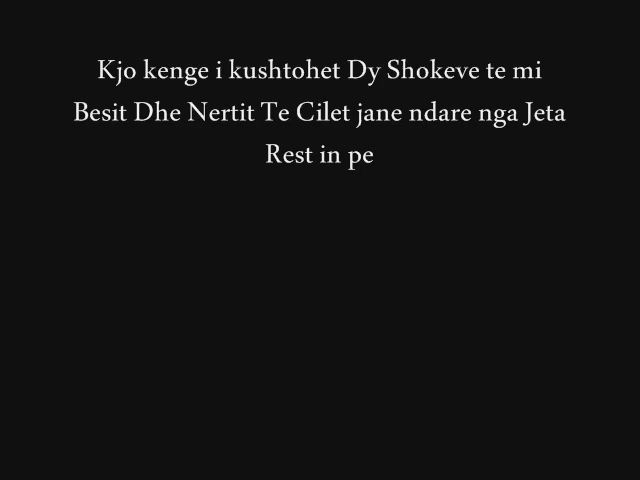 Kjo kenge i kushtohet Dy Shokeve te mi
Besit Dhe Nertit Te Cilet jane ndare nga Jeta
Rest in pe